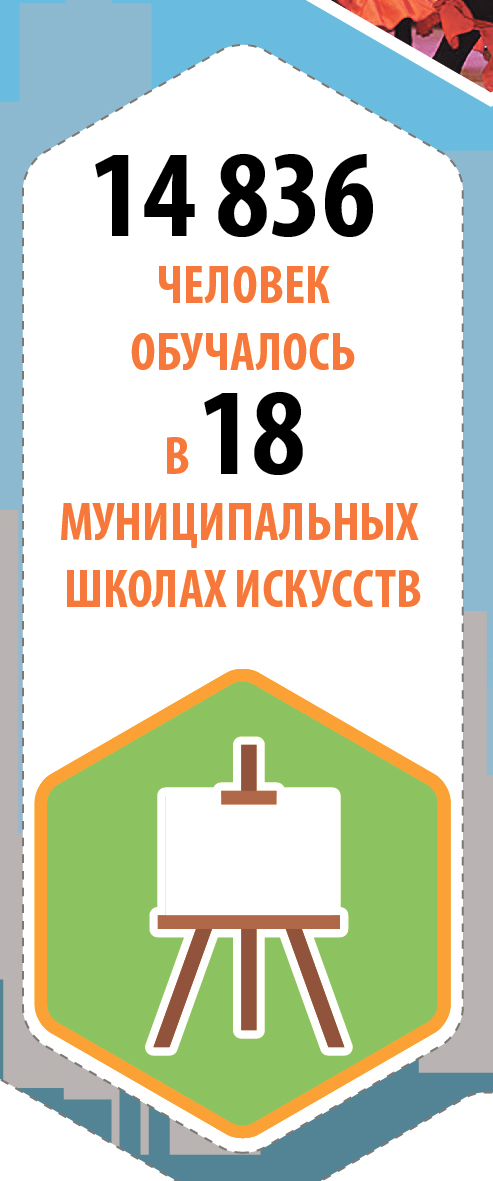 14 836
ЧЕЛОВЕК
ОБУЧАЛОСЬ
В 18
МУНИЦИПАЛЬНЫХ
ШКОЛАХ ИСКУССТВ